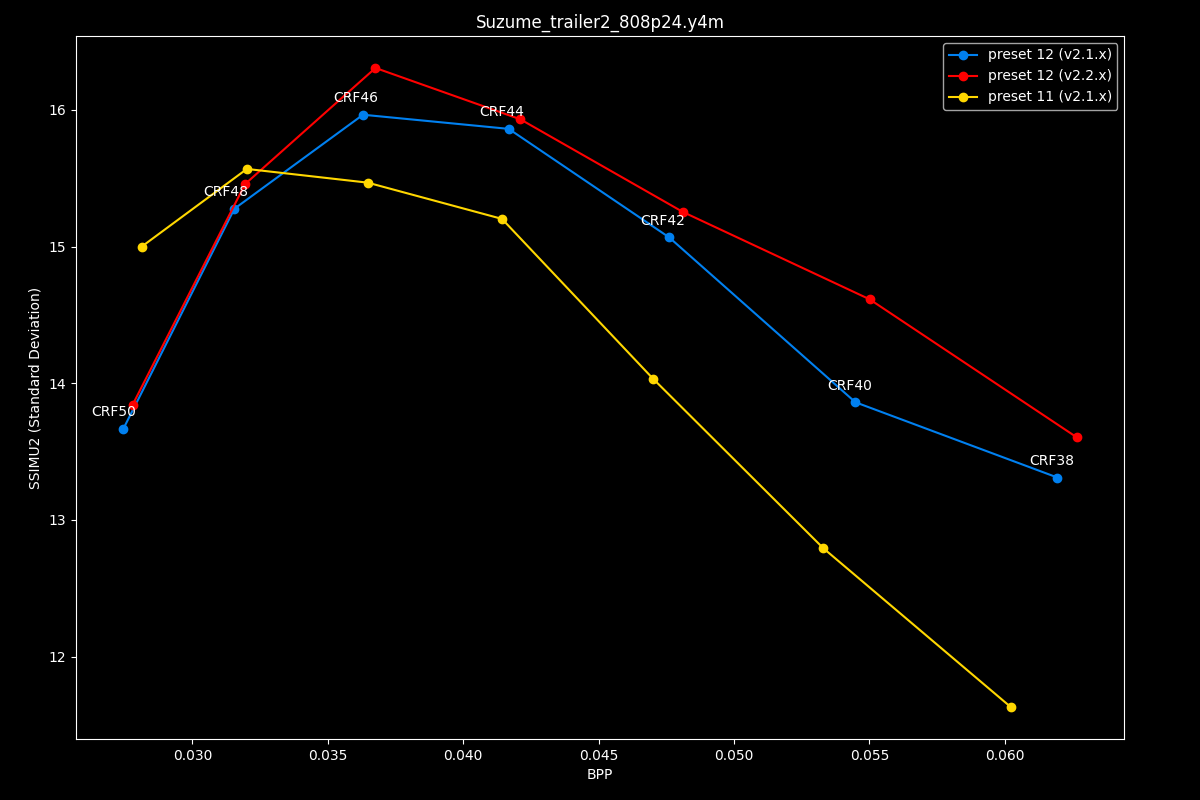 Suzume_trailer2_808p24.y4m
preset 12 (v2.1.x)
preset 12 (v2.2.x)
preset 11 (v2.1.x)
SSIMU2 (Standard Deviation)
16
15
14
13
12
CRF46
CRF44
CRF48
CRF42
CRF40
CRF50
CRF38
0.030
0.035
0.040
0.045
0.050
0.055
0.060
BPP